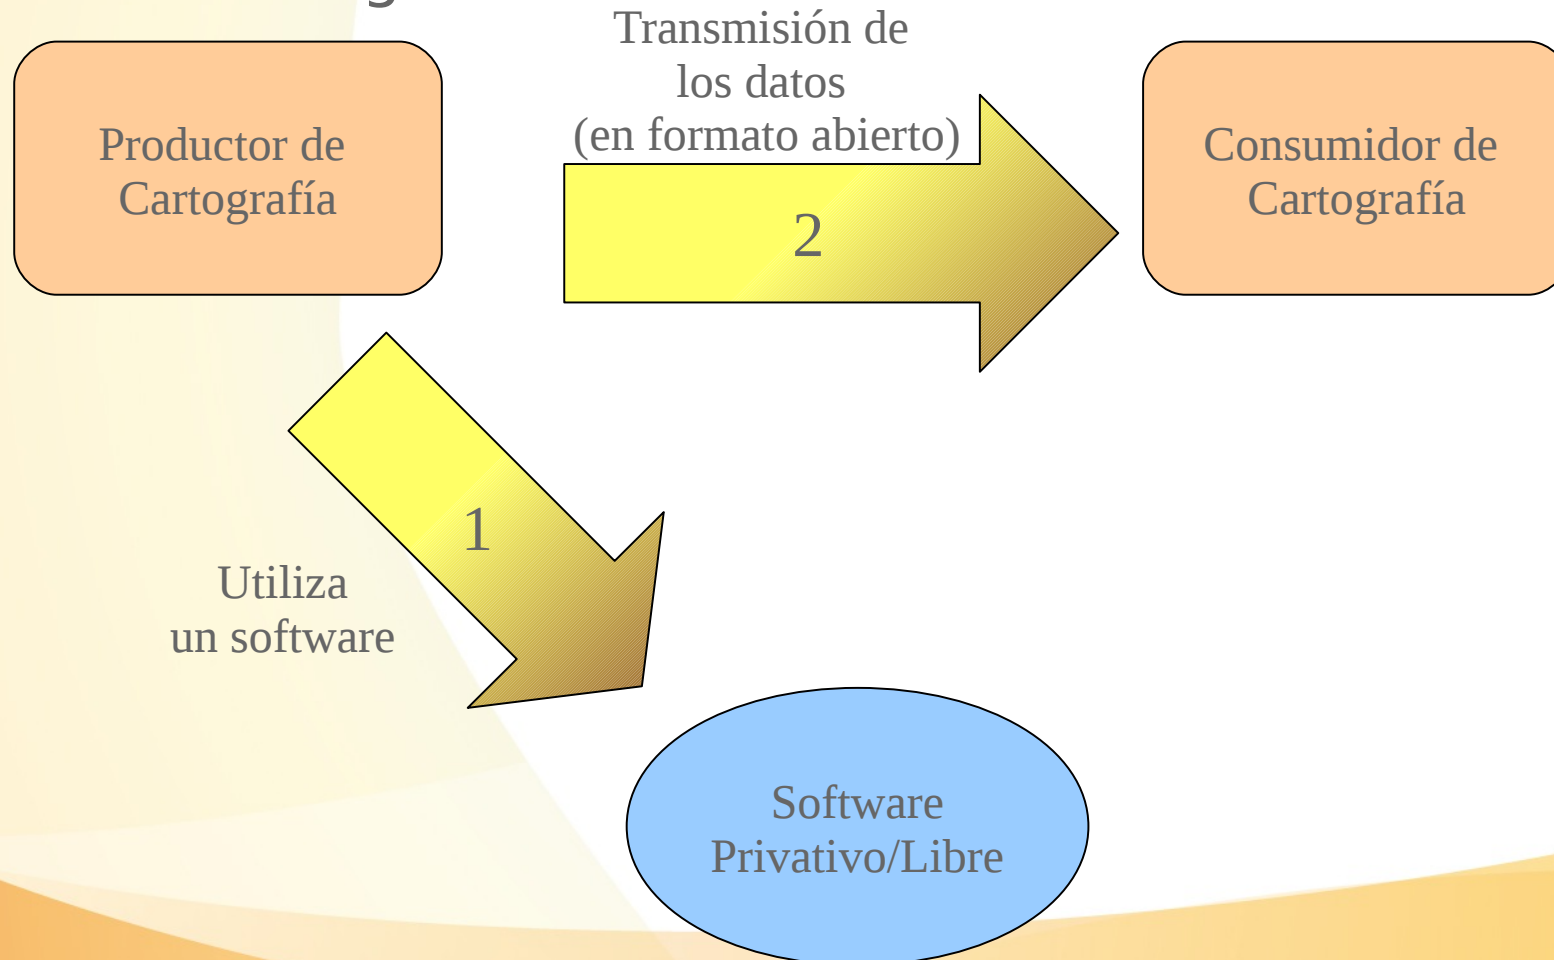 Transmisión de
los datos
(en formato abierto)
Productor de
Cartografía
2
Consumidor de
Cartografía
1
Utiliza
un software
Software
Privativo/Libre